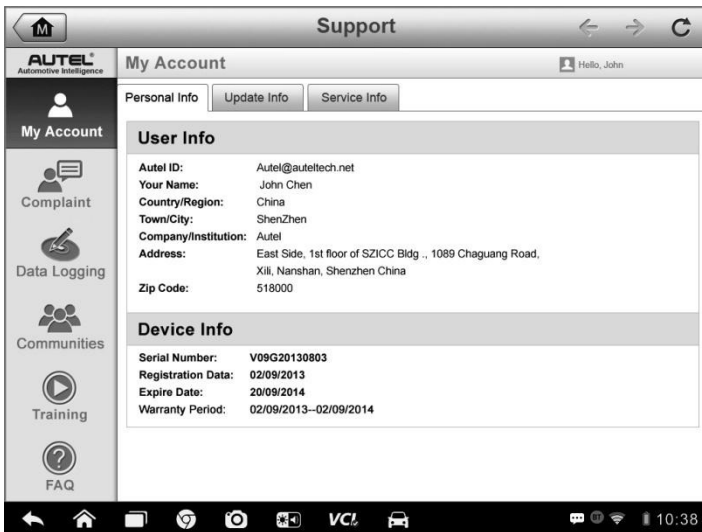 M
Support
AUTEL®
Automotive Intelligence
My Account
Hello, John
My Account
Complaint
Data Logging
Communities
Training
?
FAQ
Personal Info
Update Info
Service Info
User Info
Autel ID: Autel@auteltech.net
Your Name: John Chen
Country/Region: China
Town/City: ShenZhen
Company/Institution: Autel
Address: East Side, 1st floor of SZICC Bldg ., 1089 Chaguang Road,
Xili, Nanshan, Shenzhen China
Zip Code: 518000
Device Info
Serial Number: V09G20130803
Registration Data: 02/09/2013
Expire Date: 20/09/2014
Warranty Period: 02/09/2013--02/09/2014
VCI
BT
10:38